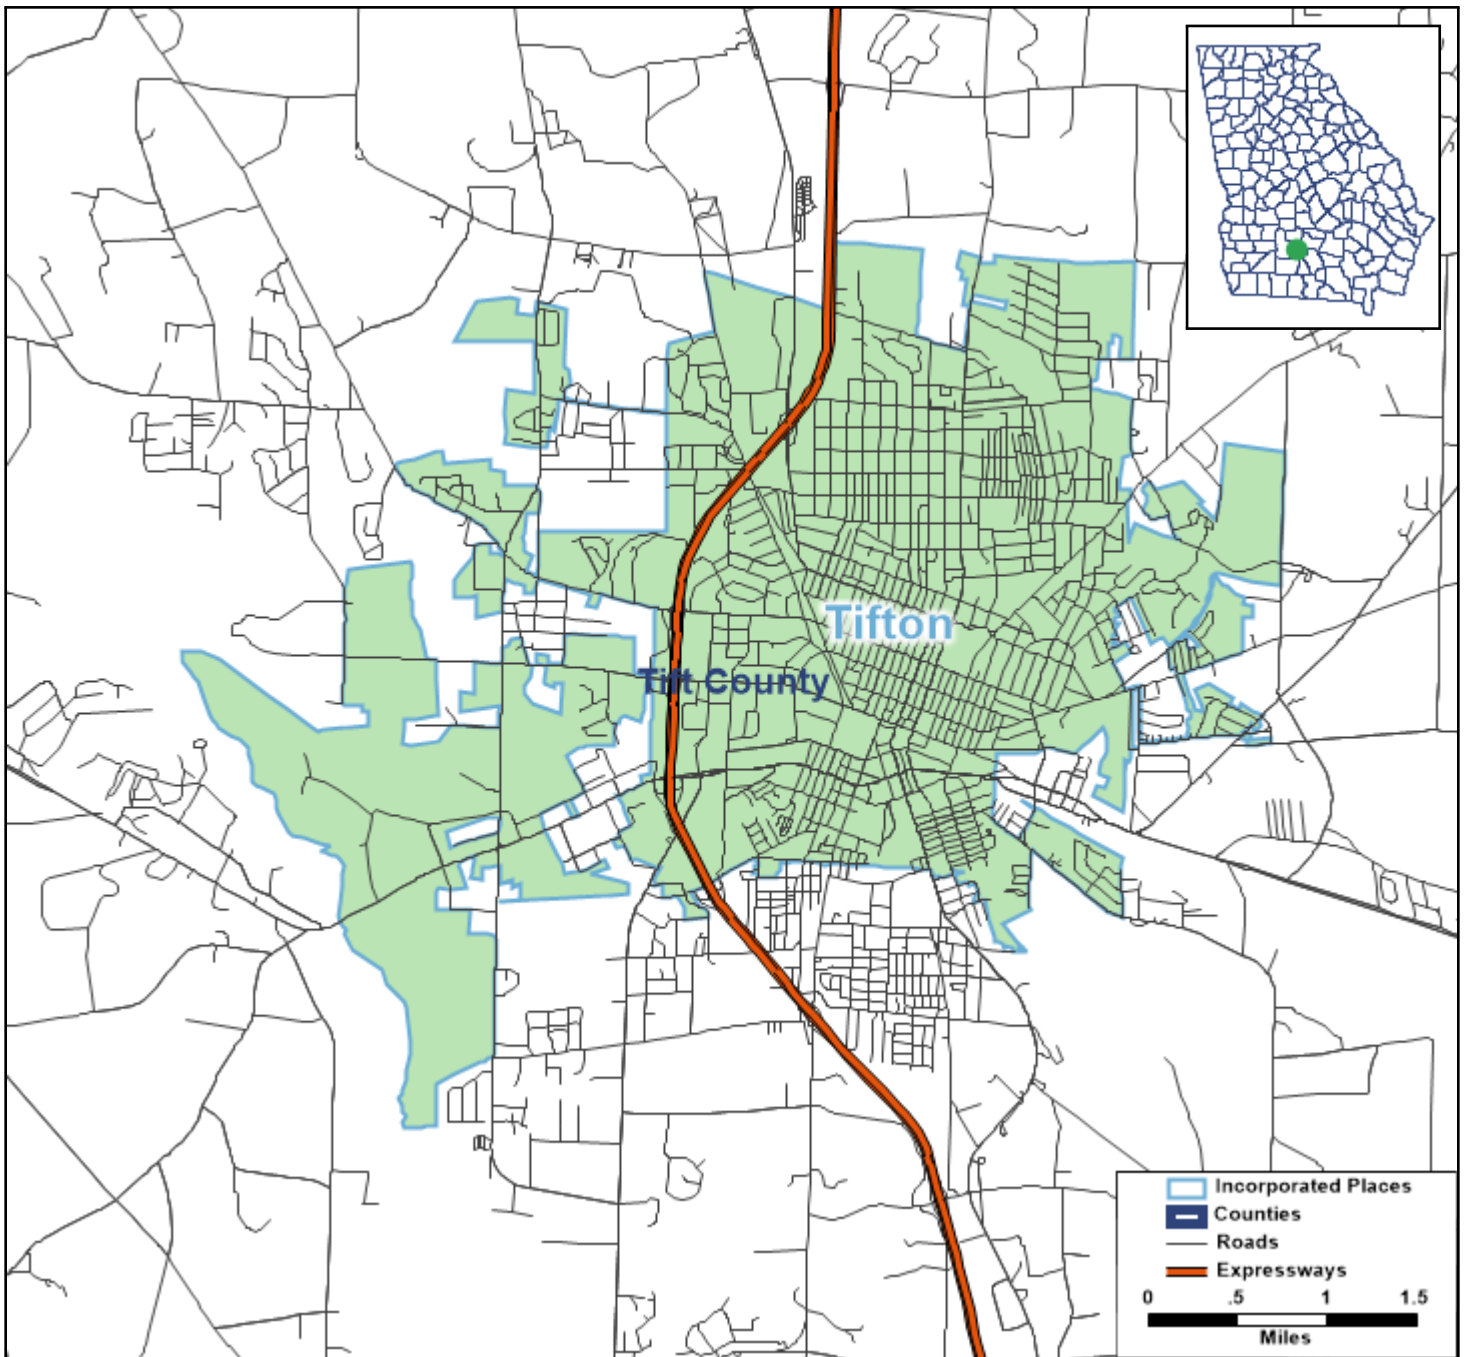 Tifton
Tift County
Incorporated Places
Counties
Roads
Expressways
0 .5 1 1.5
Miles